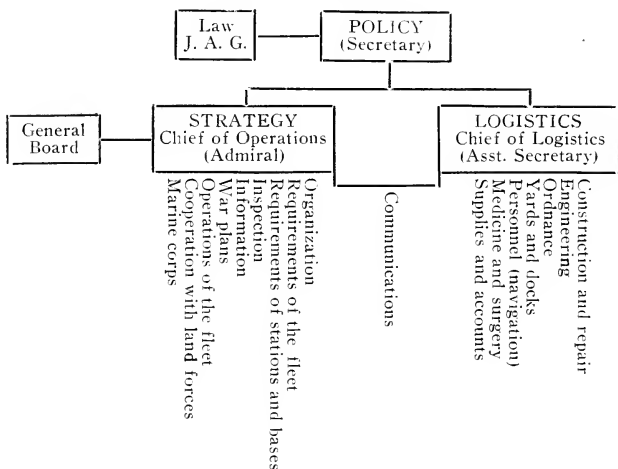 Law
J. A. G.
POLICY
(Secretary)
General
Board
STRATEGY
Chief of Operations
(Admiral)
LOGISTICS
Chief of Logistics
(Asst. Secretary)
Organization
Requirements of the fleet
Requirements of stations and bases
Inspection
Information
War plans
Operations of the fleet
Cooperation with land forces
Marine corps
Communications
Construction and repair
Engineering
Ordnance
Yards and docks
Personnel (navigation)
Medicine and surgery
Supplies and accounts